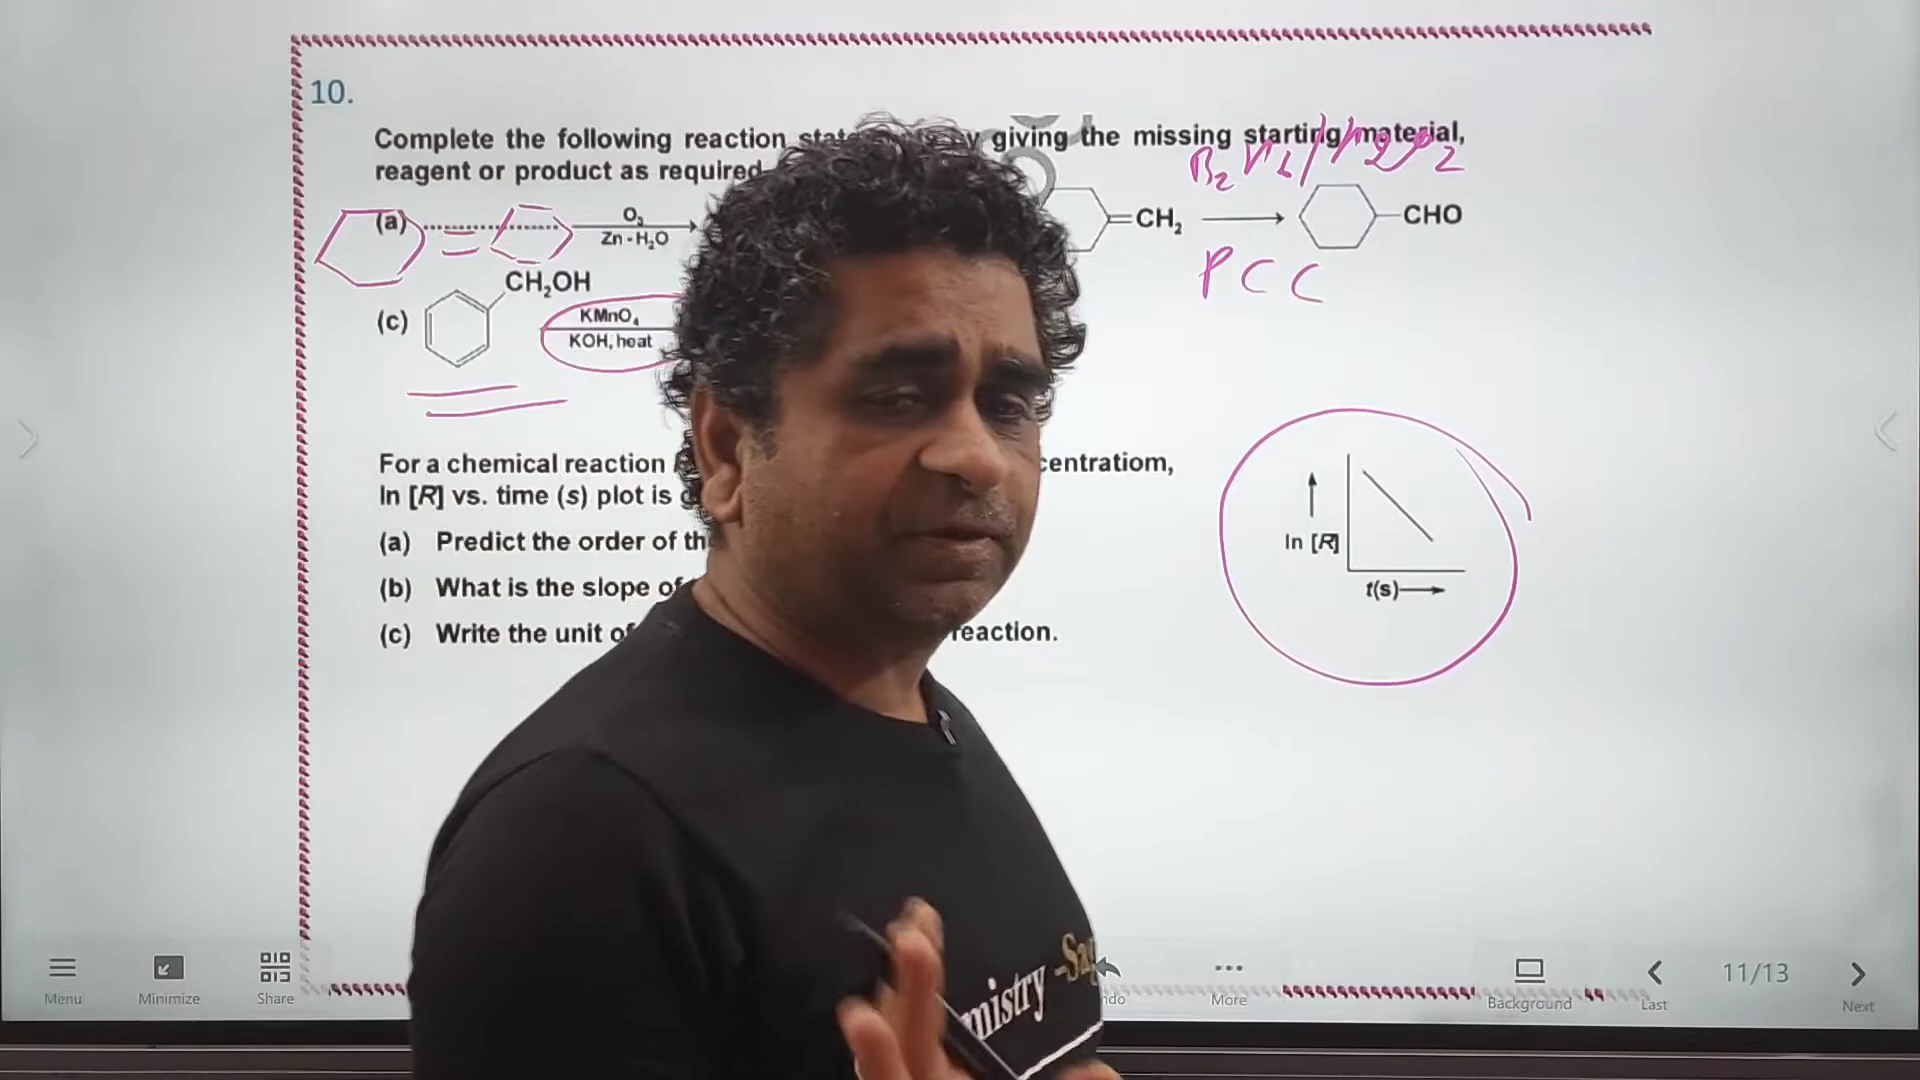 10.
Complete the following reaction giving the missing starting material,
reagent or product as required
(a) O3
Zn - H2O
=CH2 CHO
PCC
CH2OH
(c) KMnO4
KOH, heat
For a chemical reaction centratiom,
ln [R] vs. time (s) plot is
(a) Predict the order of th
(b) What is the slope of
(c) Write the unit of reaction.
ln [R]
t(s)
mistry -Sa
Menu Minimize Share ndo More Background Last 11/13 Next